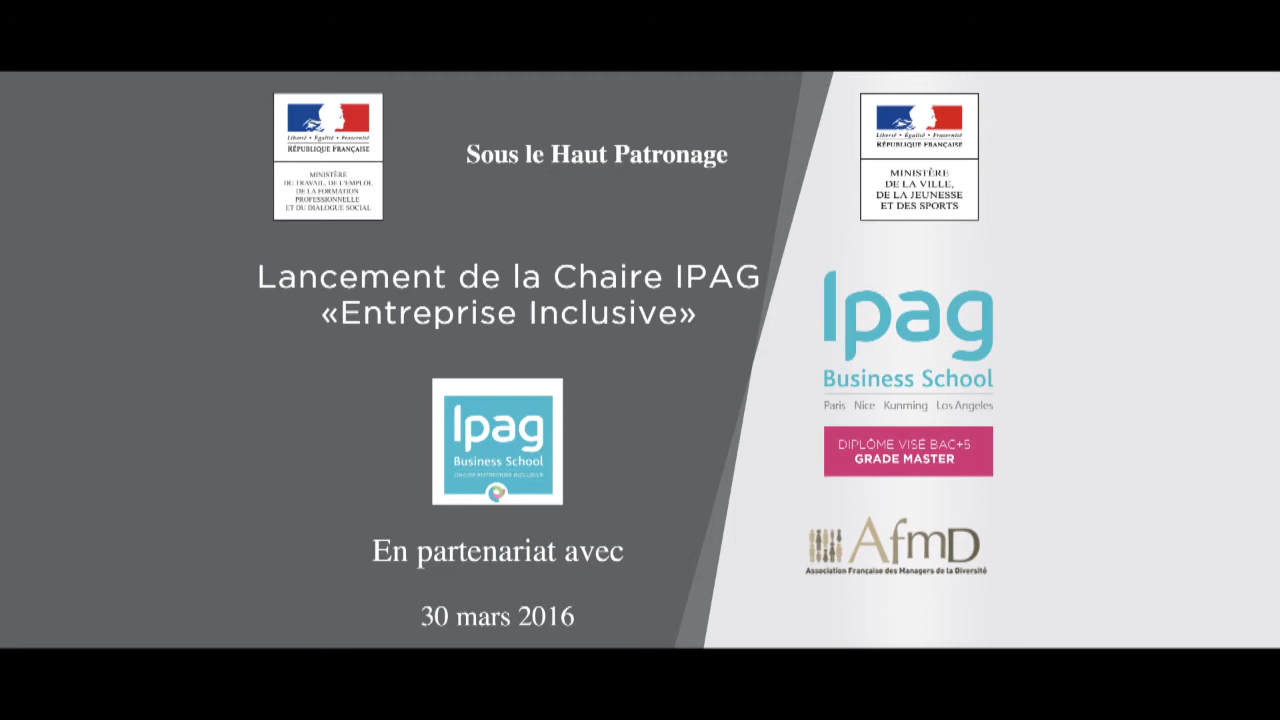 Liberté • Égalité • Fraternité
RÉPUBLIQUE FRANÇAISE
MINISTÈRE
DU TRAVAIL, DE L'EMPLOI,
DE LA FORMATION
PROFESSIONNELLE
ET DU DIALOGUE SOCIAL
Sous le Haut Patronage
Liberté • Égalité • Fraternité
RÉPUBLIQUE FRANÇAISE
MINISTÈRE
DE LA VILLE,
DE LA JEUNESSE
ET DES SPORTS
Lancement de la Chaire IPAG
«Entreprise Inclusive»
Ipag
Business School
CHAIRE ENTREPRISE INCLUSIVE
En partenariat avec
30 mars 2016
Ipag
Business School
Paris Nice Kunming Los Angeles
DIPLÔME VISÉ BAC+5
GRADE MASTER
AfmD
Association Française des Managers de la Diversité